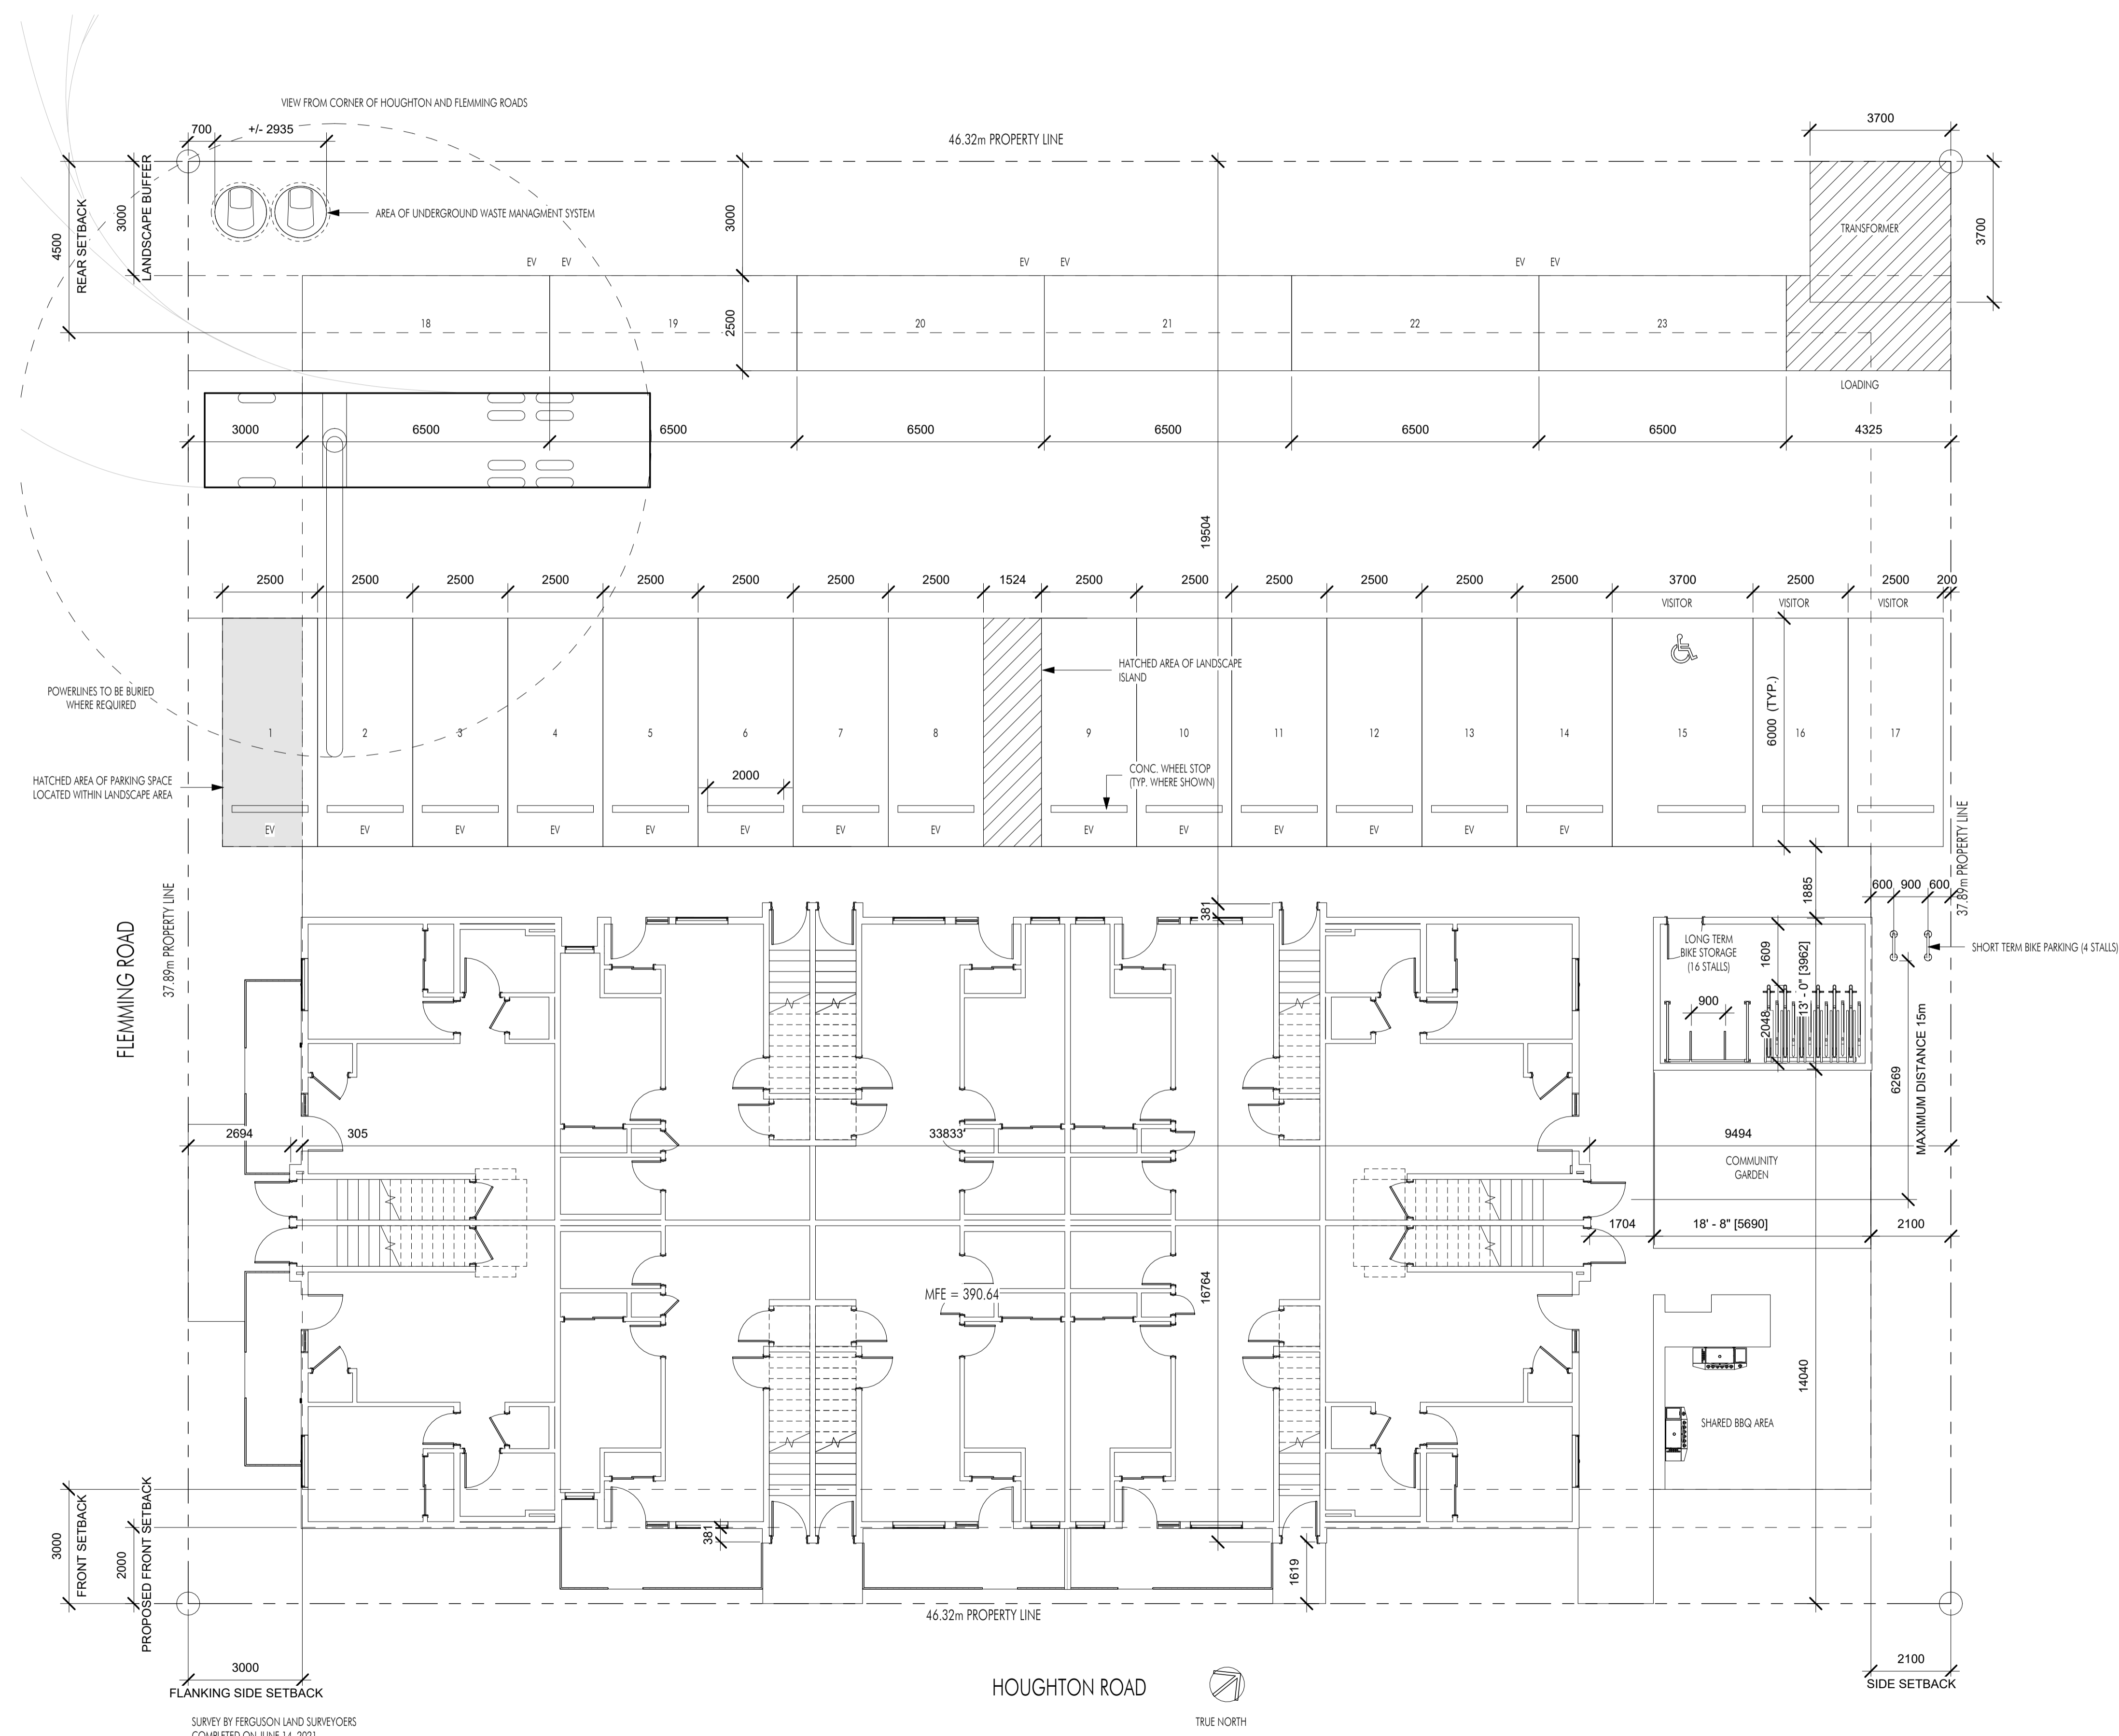 VIEW FROM CORNER OF HOUGHTON AND FLEMMING ROADS
700
+/- 2935
46.32m PROPERTY LINE
3700
4500
REAR SETBACK
3000
LANDSCAPE BUFFER
AREA OF UNDERGROUND WASTE MANAGMENT SYSTEM
3000
TRANSFORMER
3700
EV
EV
EV
EV
EV
EV
18
19
2500
20
21
22
23
LOADING
3000
6500
6500
6500
6500
6500
6500
4325
19504
2500
2500
2500
2500
2500
2500
2500
2500
1524
2500
2500
2500
2500
2500
2500
3700
2500
2500
200
VISITOR
VISITOR
VISITOR
HATCHED AREA OF LANDSCAPE
ISLAND
POWERLINES TO BE BURIED
WHERE REQUIRED
6000 (TYP.)
1
2
3
4
5
6
7
8
9
10
11
12
13
14
15
16
17
HATCHED AREA OF PARKING SPACE
LOCATED WITHIN LANDSCAPE AREA
2000
CONC. WHEEL STOP
(TYP. WHERE SHOWN)
EV
EV
EV
EV
EV
EV
EV
EV
EV
EV
EV
EV
EV
EV
37.89m PROPERTY LINE
FLEMMING ROAD
37.89m PROPERTY LINE
1885
600
900
600
381
LONG TERM
BIKE STORAGE
(16 STALLS)
1609
13' - 0" [3962]
SHORT TERM BIKE PARKING (4 STALLS)
900
2048
6269
MAXIMUM DISTANCE 15m
2694
305
33833
9494
COMMUNITY
GARDEN
1704
18' - 8" [5690]
2100
MFE = 390.64
16764
14040
SHARED BBQ AREA
3000
FRONT SETBACK
2000
PROPOSED FRONT SETBACK
381
1619
46.32m PROPERTY LINE
3000
FLANKING SIDE SETBACK
HOUGHTON ROAD
TRUE NORTH
2100
SIDE SETBACK
SURVEY BY FERGUSON LAND SURVEYOERS
COMPLETED ON JUNE 14, 2021